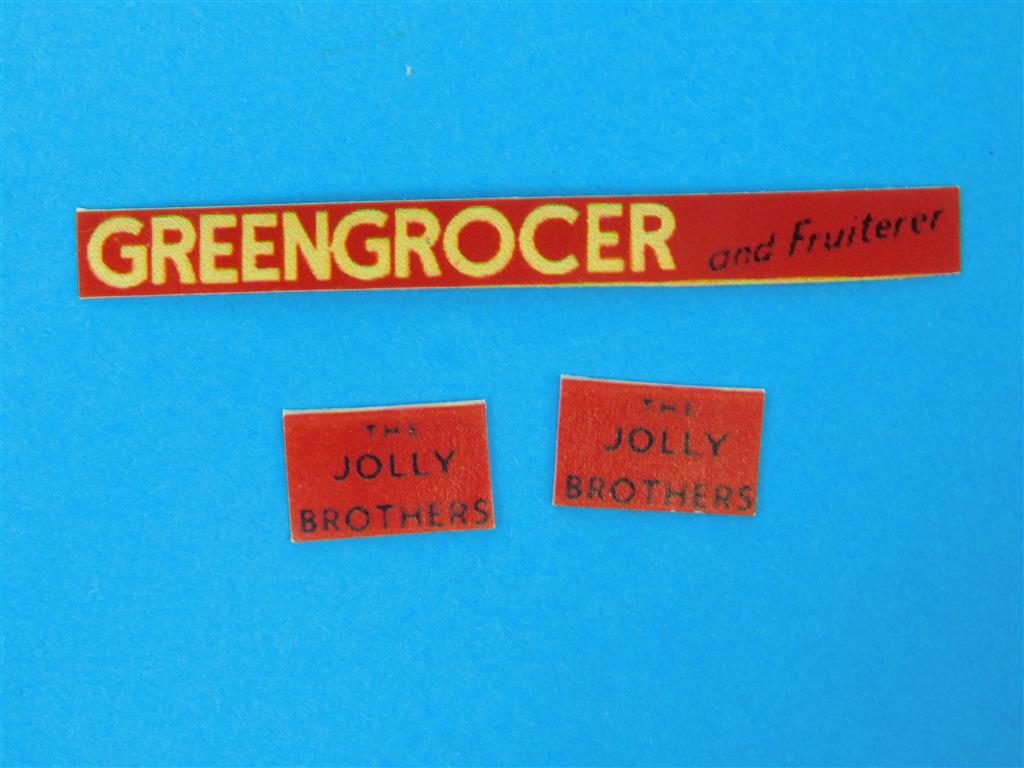 GREENGROCER and Fruiterer
THE
JOLLY
BROTHERS
THE
JOLLY
BROTHERS